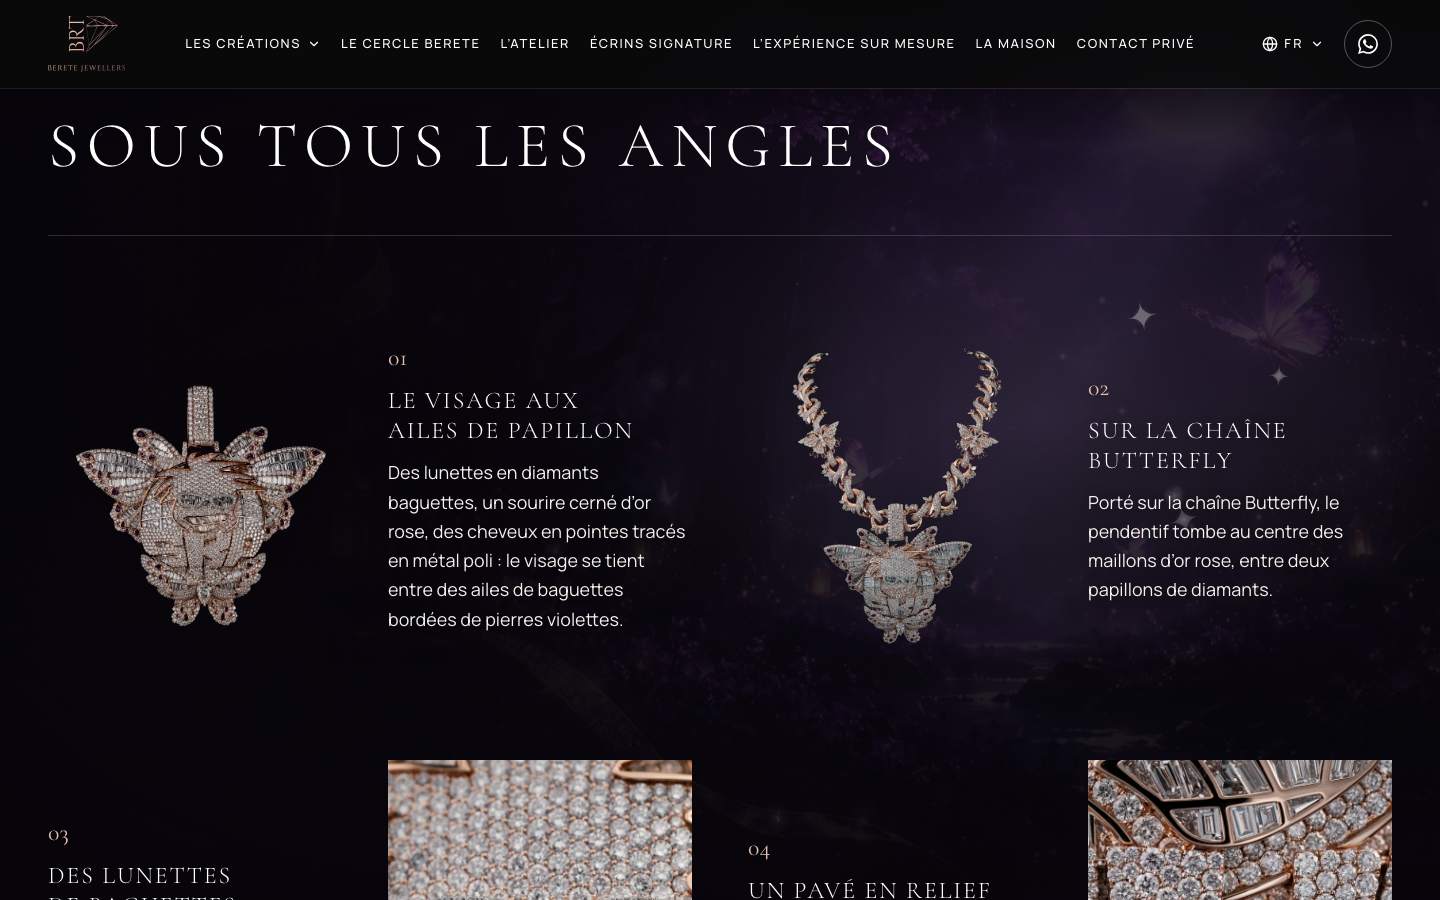 BRT
BERETE JEWELLERS
LES CRÉATIONS
LE CERCLE BERETE
L'ATELIER
ÉCRINS SIGNATURE
L'EXPÉRIENCE SUR MESURE
LA MAISON
CONTACT PRIVÉ
FR
SOUS TOUS LES ANGLES
01
LE VISAGE AUX
AILES DE PAPILLON
Des lunettes en diamants
baguettes, un sourire cerné d'or
rose, des cheveux en pointes tracés
en métal poli : le visage se tient
entre des ailes de baguettes
bordées de pierres violettes.
02
SUR LA CHAÎNE
BUTTERFLY
Porté sur la chaîne Butterfly, le
pendentif tombe au centre des
maillons d'or rose, entre deux
papillons de diamants.
03
DES LUNETTES
DE BAGUETTES
04
UN PAVÉ EN RELIEF